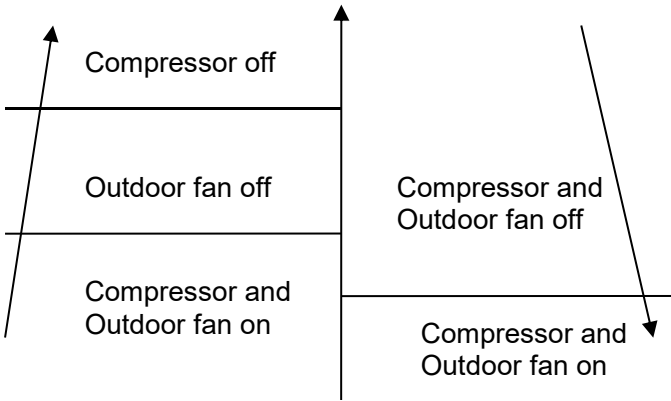 Compressor off
Outdoor fan off
Compressor and
Outdoor fan on
Compressor and
Outdoor fan off
Compressor and
Outdoor fan on